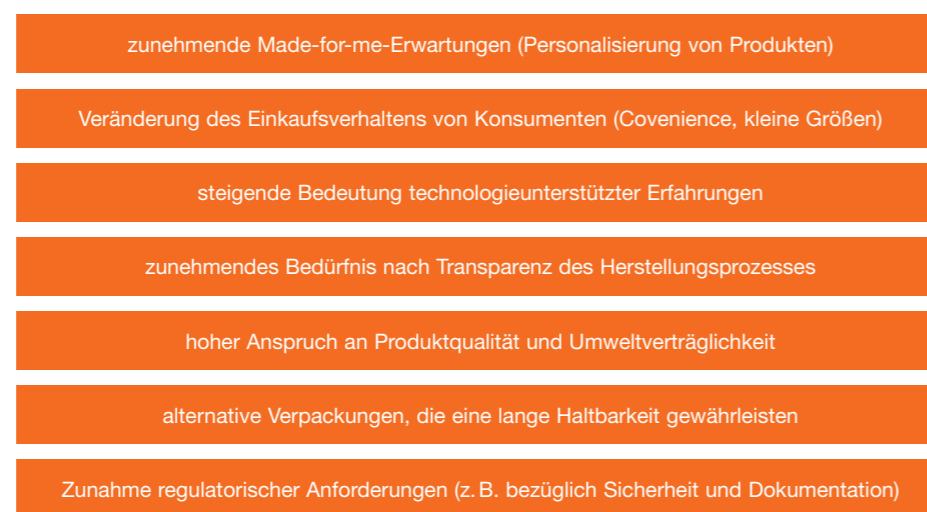 zunehmende Made-for-me-Erwartungen (Personalisierung von Produkten)
Veränderung des Einkaufsverhaltens von Konsumenten (Covenience, kleine Größen)
steigende Bedeutung technologieunterstützter Erfahrungen
zunehmendes Bedürfnis nach Transparenz des Herstellungsprozesses
hoher Anspruch an Produktqualität und Umweltverträglichkeit
alternative Verpackungen, die eine lange Haltbarkeit gewährleisten
Zunahme regulatorischer Anforderungen (z. B. bezüglich Sicherheit und Dokumentation)